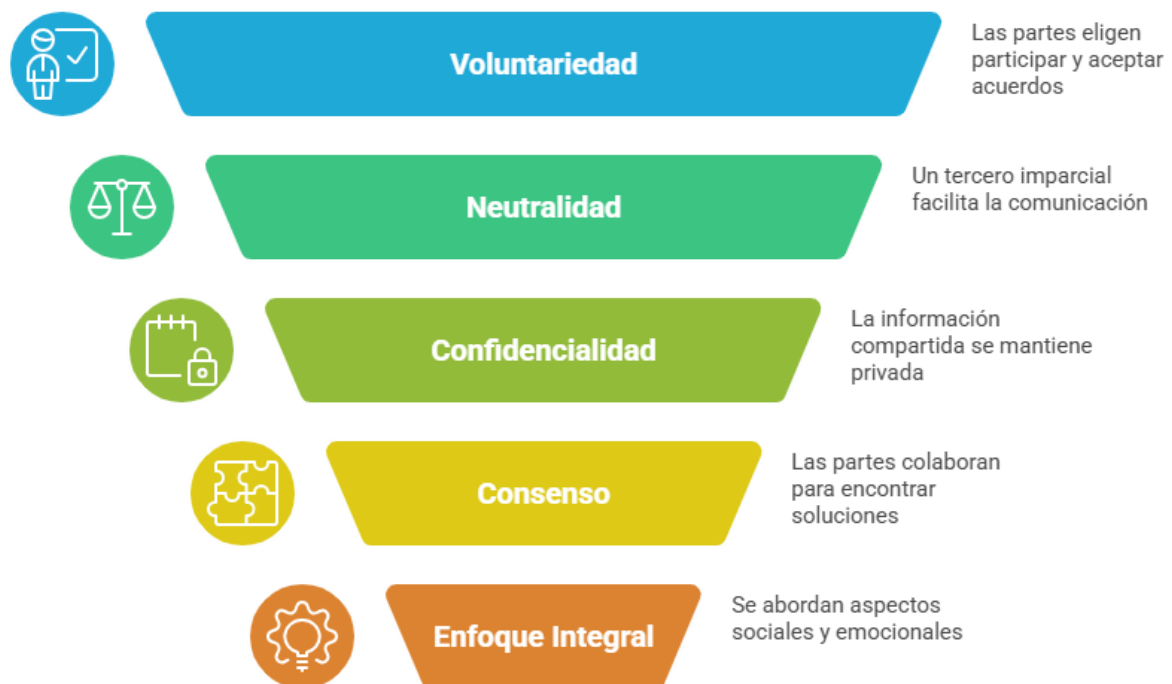 Voluntariedad
Las partes eligen
participar y aceptar
acuerdos
Neutralidad
Un tercero imparcial
facilita la comunicación
Confidencialidad
La información
compartida se mantiene
privada
Consenso
Las partes colaboran
para encontrar
soluciones
Enfoque Integral
Se abordan aspectos
sociales y emocionales